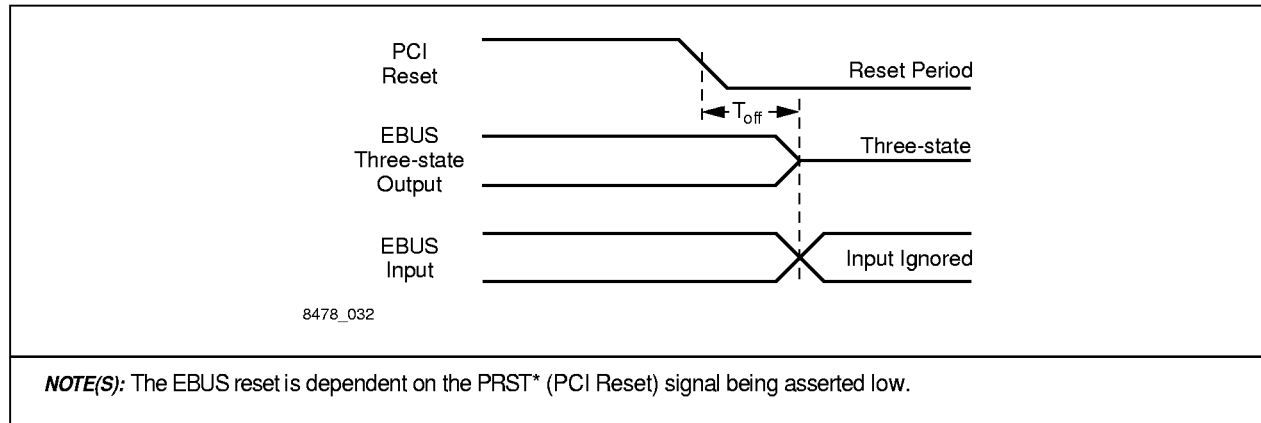 PCI
Reset
Reset Period
Toff
EBUS
Three-state
Output
Three-state
EBUS
Input
Input Ignored
8478_032
NOTE(S): The EBUS reset is dependent on the PRST* (PCI Reset) signal being asserted low.